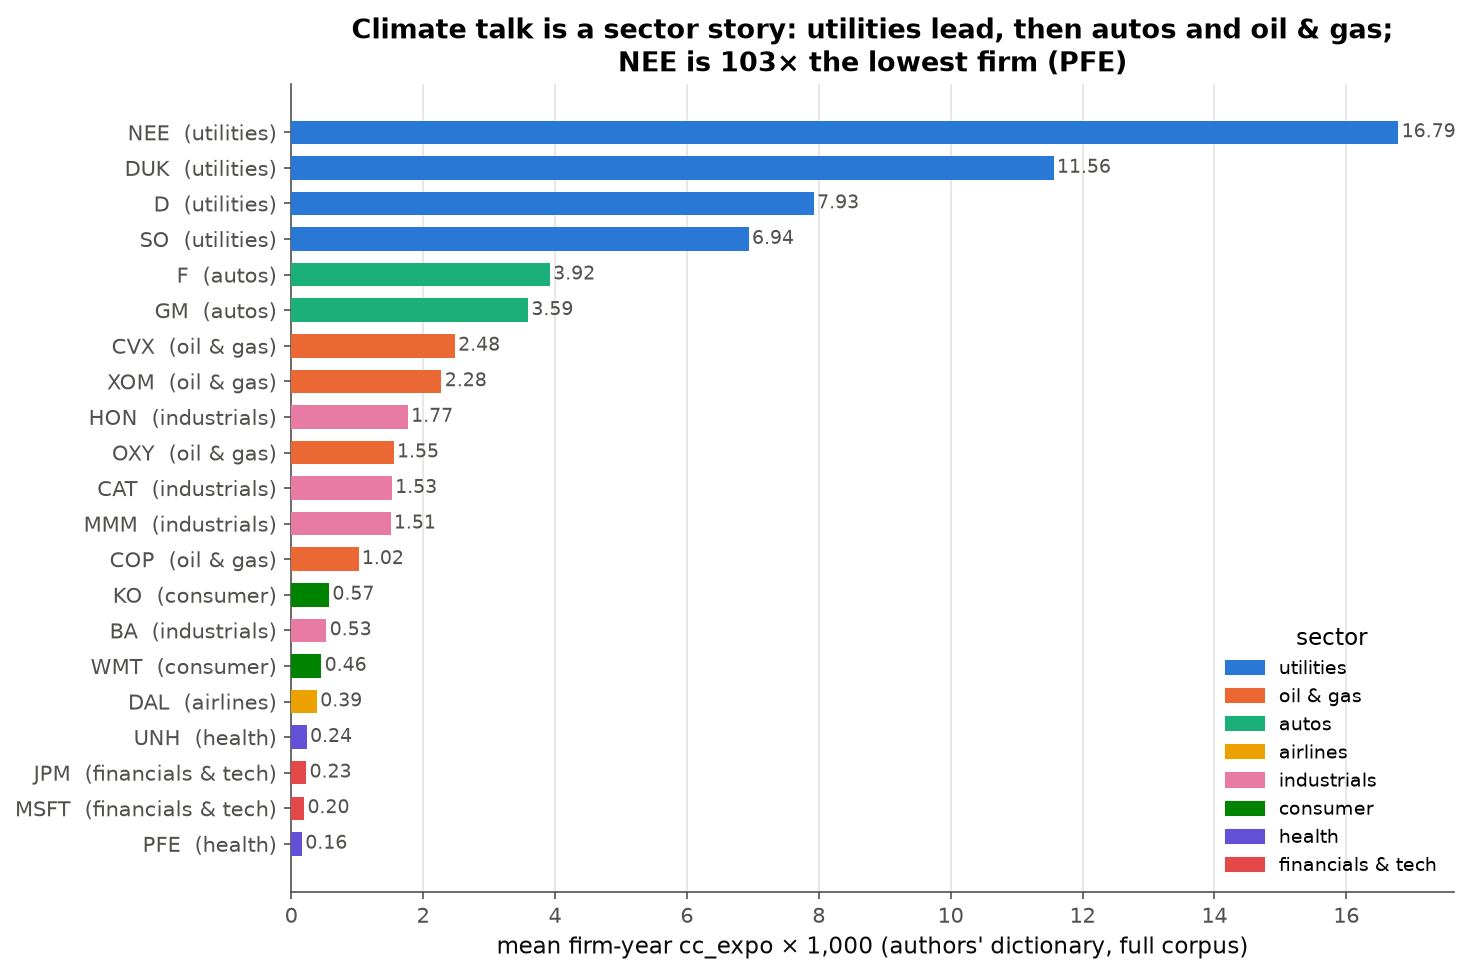 Climate talk is a sector story: utilities lead, then autos and oil & gas;
NEE is 103× the lowest firm (PFE)
NEE (utilities) 16.79
DUK (utilities) 11.56
D (utilities) 7.93
SO (utilities) 6.94
F (autos) 3.92
GM (autos) 3.59
CVX (oil & gas) 2.48
XOM (oil & gas) 2.28
HON (industrials) 1.77
OXY (oil & gas) 1.55
CAT (industrials) 1.53
MMM (industrials) 1.51
COP (oil & gas) 1.02
KO (consumer) 0.57
BA (industrials) 0.53
WMT (consumer) 0.46
DAL (airlines) 0.39
UNH (health) 0.24
JPM (financials & tech) 0.23
MSFT (financials & tech) 0.20
PFE (health) 0.16
sector
utilities
oil & gas
autos
airlines
industrials
consumer
health
financials & tech
0 2 4 6 8 10 12 14 16
mean firm-year cc_expo × 1,000 (authors' dictionary, full corpus)